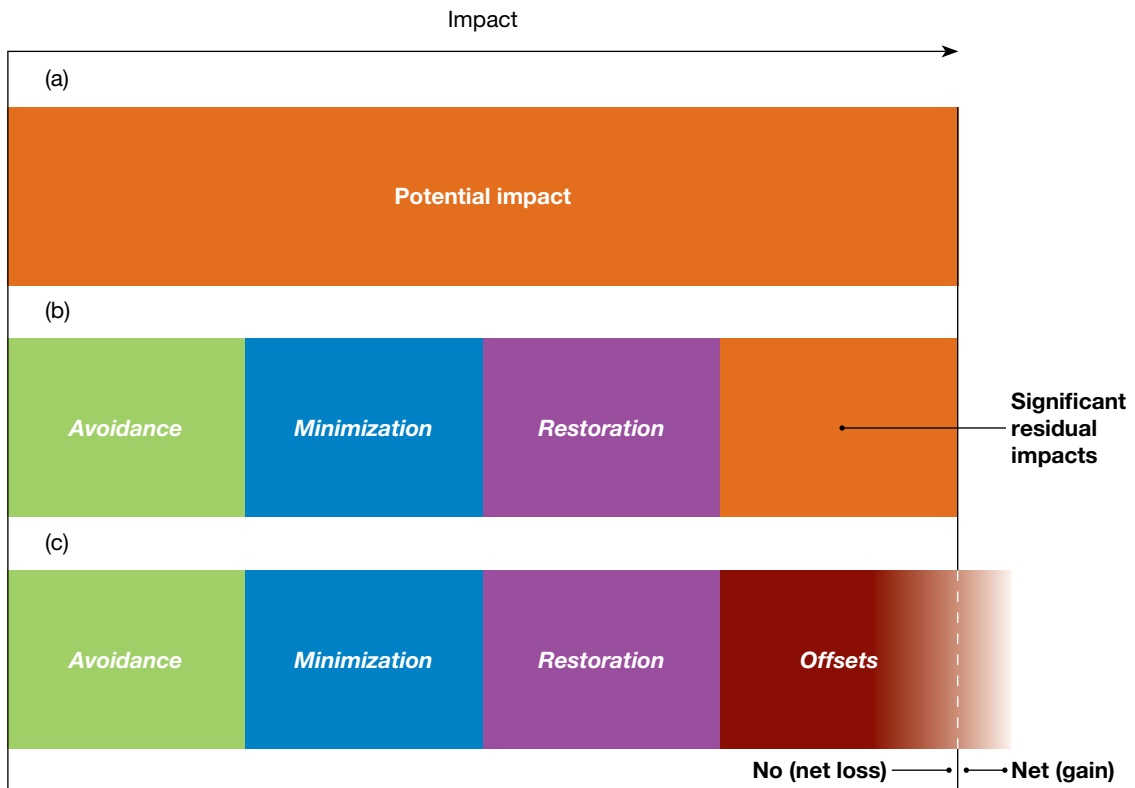 Impact
(a)
Potential impact
(b)
Avoidance
Minimization
Restoration
Significant
residual
impacts
(c)
Avoidance
Minimization
Restoration
Offsets
No (net loss)
Net (gain)